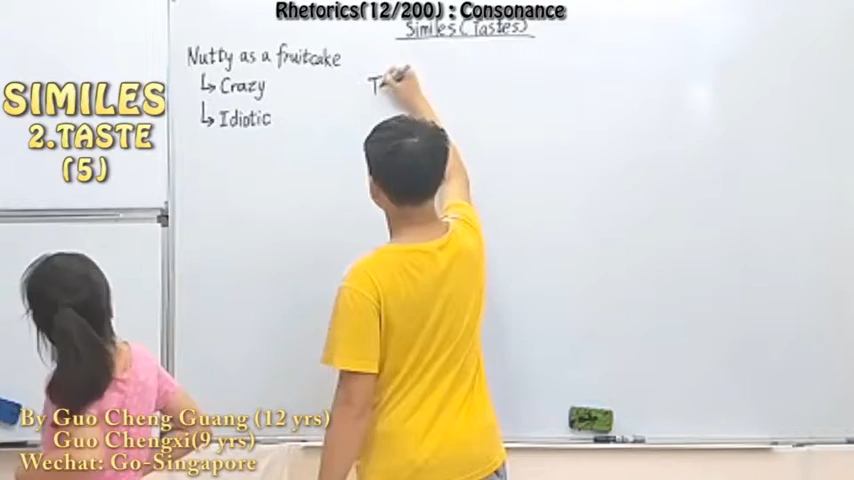 Rhetorics(12/200) : Consonance
Similes (Tastes)
Nutty as a fruitcake
↳ Crazy
↳ Idiotic
T
SIMILES
2.TASTE
(5)
By Guo Cheng Guang (12 yrs)
Guo Chengxi(9 yrs)
Wechat: Go-Singapore